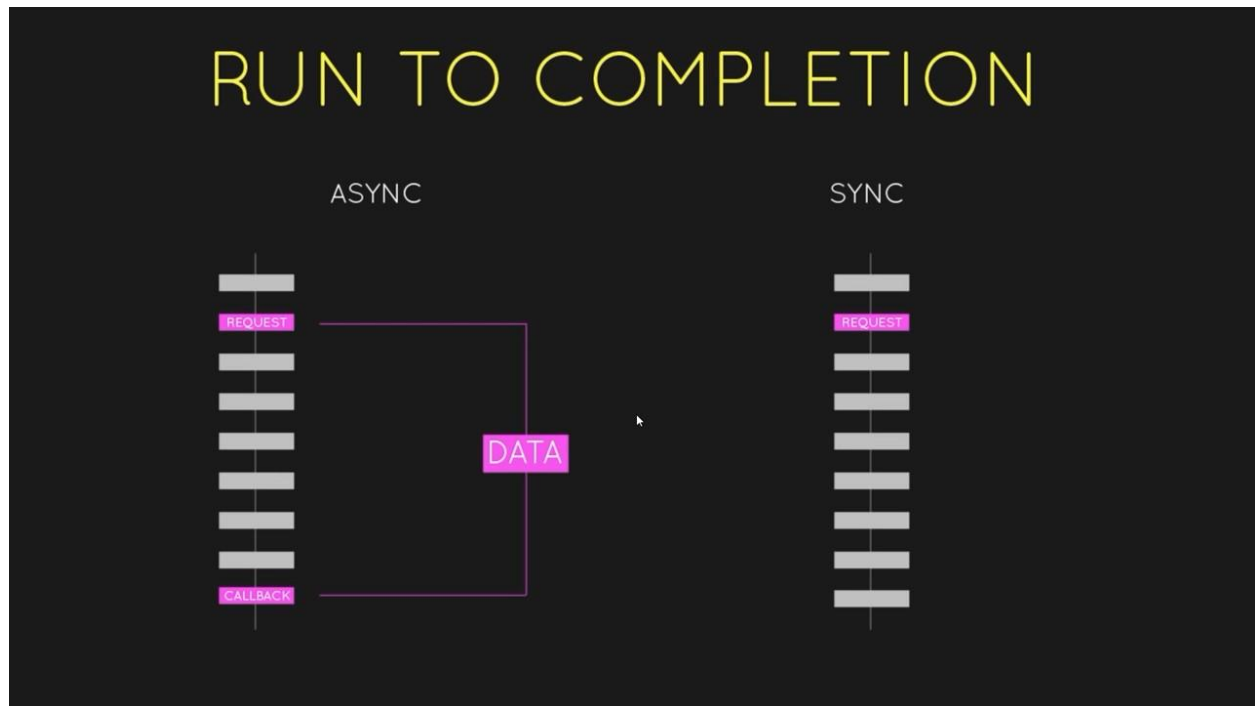 RUN TO COMPLETION
ASYNC
SYNC
REQUEST
DATA
CALLBACK
REQUEST